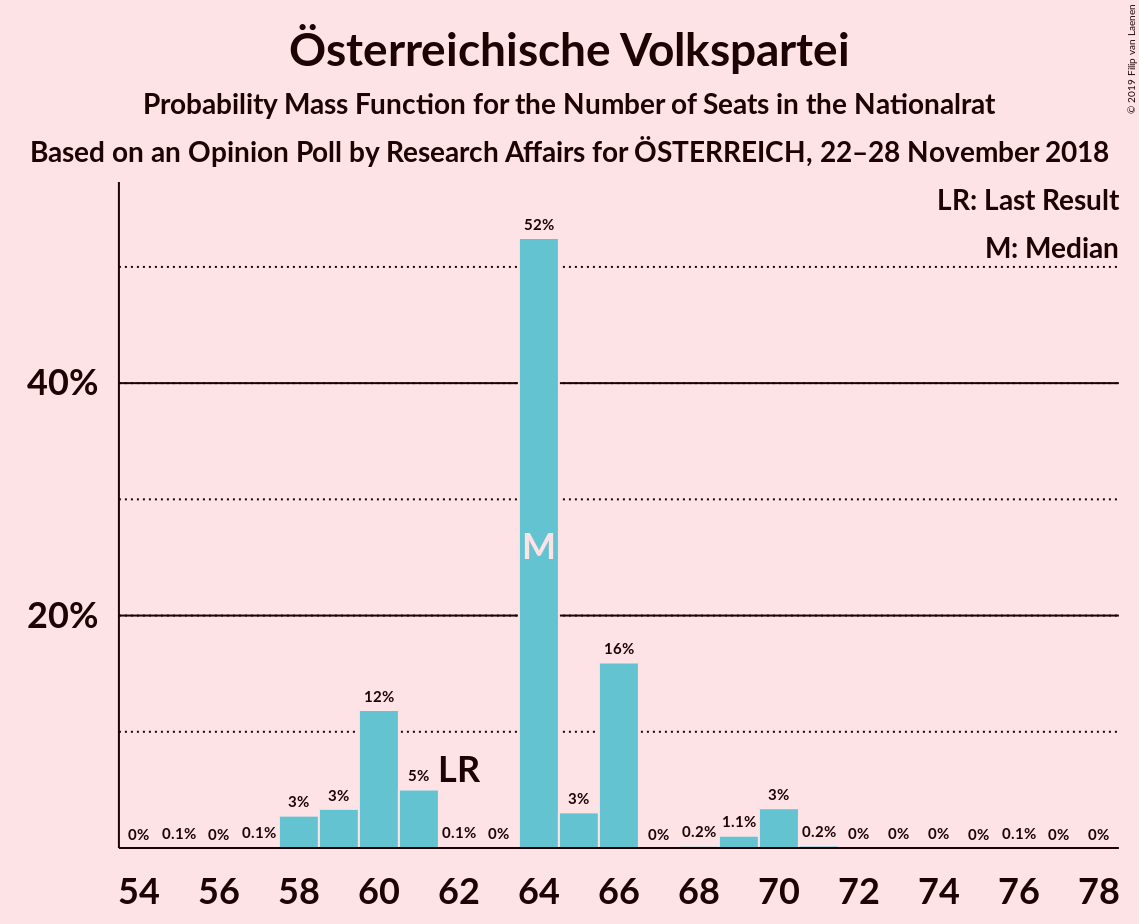 Österreichische Volkspartei
Probability Mass Function for the Number of Seats in the Nationalrat
Based on an Opinion Poll by Research Affairs for ÖSTERREICH, 22–28 November 2018
© 2019 Filip van Laenen
LR: Last Result
M: Median
40%
20%
0% 0.1% 0% 0.1% 3% 3% 12% 5% 0.1% 0% 52% 3% 16% 0% 0.2% 1.1% 3% 0.2% 0% 0% 0% 0% 0.1% 0% 0%
LR
M
54 56 58 60 62 64 66 68 70 72 74 76 78